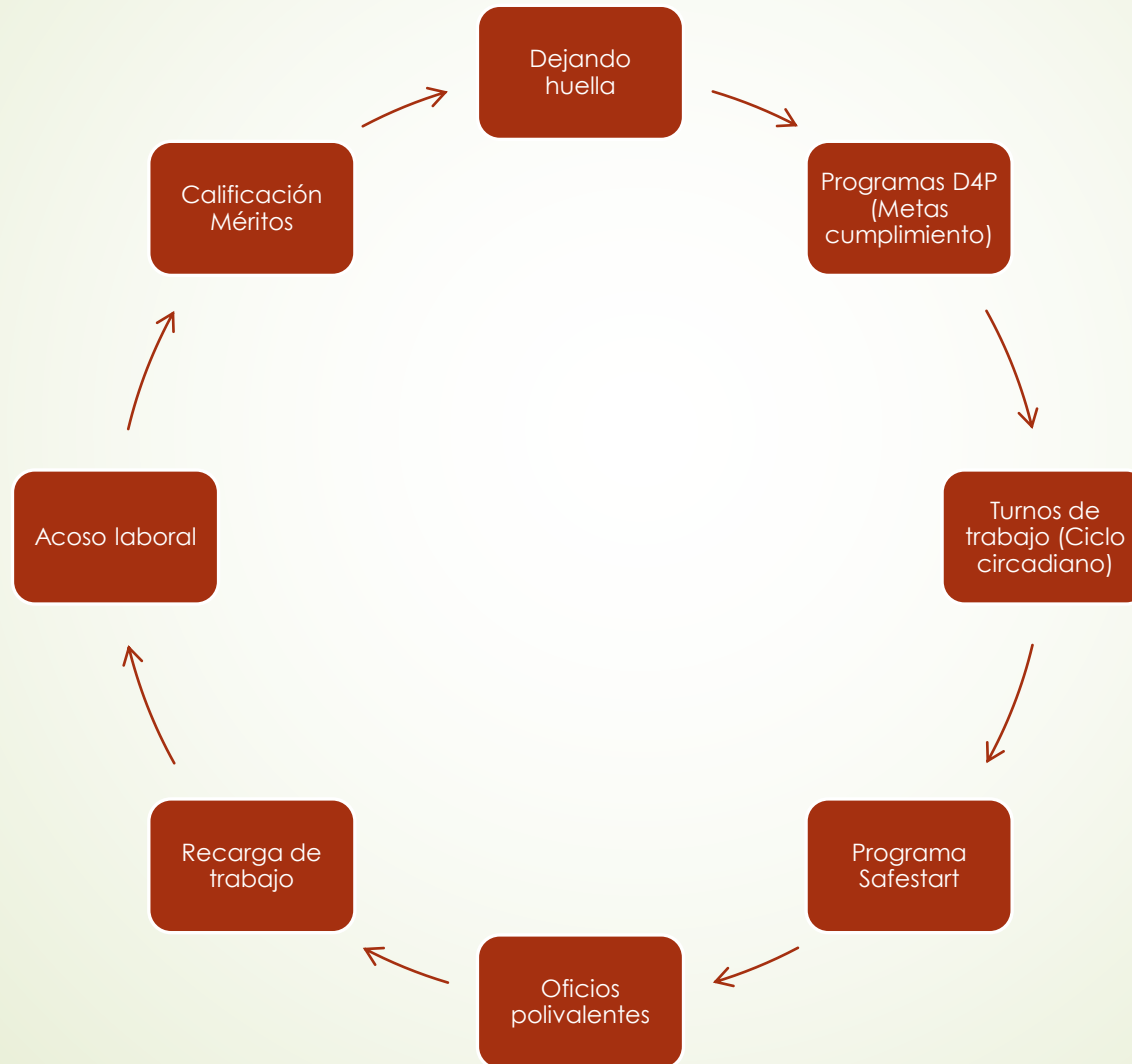 Dejando
huella
Programas D4P
(Metas
cumplimiento)
Turnos de
trabajo (Ciclo
circadiano)
Programa
Safestart
Oficios
polivalentes
Recarga de
trabajo
Acoso laboral
Calificación
Méritos